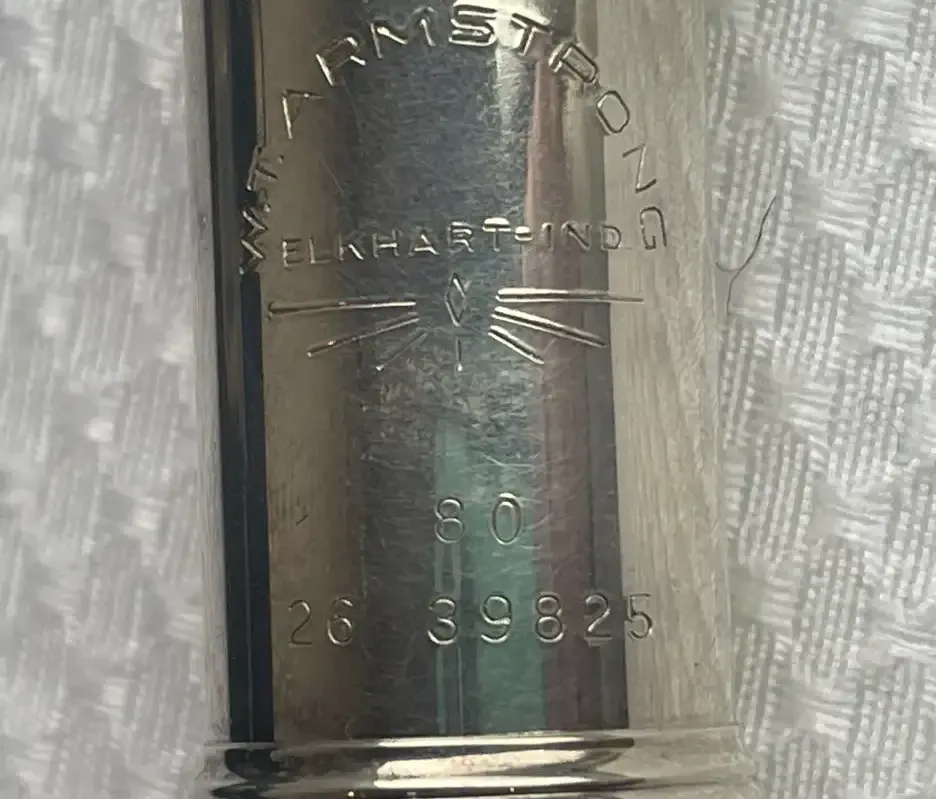 W.T. ARMSTRONG
ELKHART-IND.
80
26 39825